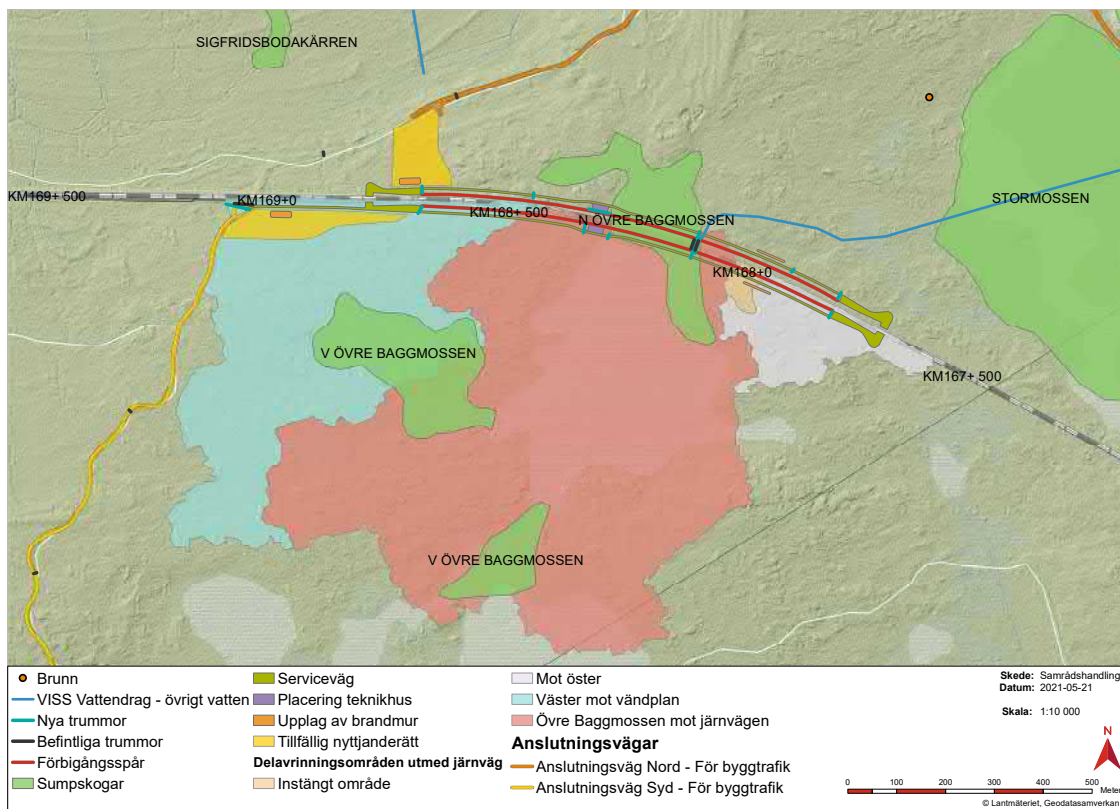 SIGFRIDSBODAKÄRREN
STORMOSSEN
KM169+ 500
KM169+0
KM168+ 500
N ÖVRE BAGGMOSSEN
KM168+0
V ÖVRE BAGGMOSSEN
KM167+ 500
V ÖVRE BAGGMOSSEN
Brunn
VISS Vattendrag - övrigt vatten
Nya trummor
Befintliga trummor
Förbigångsspår
Sumpskogar
Serviceväg
Placering teknikhus
Upplag av brandmur
Tillfällig nyttjanderätt
Delavrinningsområden utmed järnväg
Instängt område
Mot öster
Väster mot vändplan
Övre Baggmossen mot järnvägen
Anslutningsvägar
Anslutningsväg Nord - För byggtrafik
Anslutningsväg Syd - För byggtrafik
Skede: Samrådshandling
Datum: 2021-05-21
Skala: 1:10 000
N
0 100 200 300 400 500
Mete
© Lantmäteriet, Geodatasamverkan